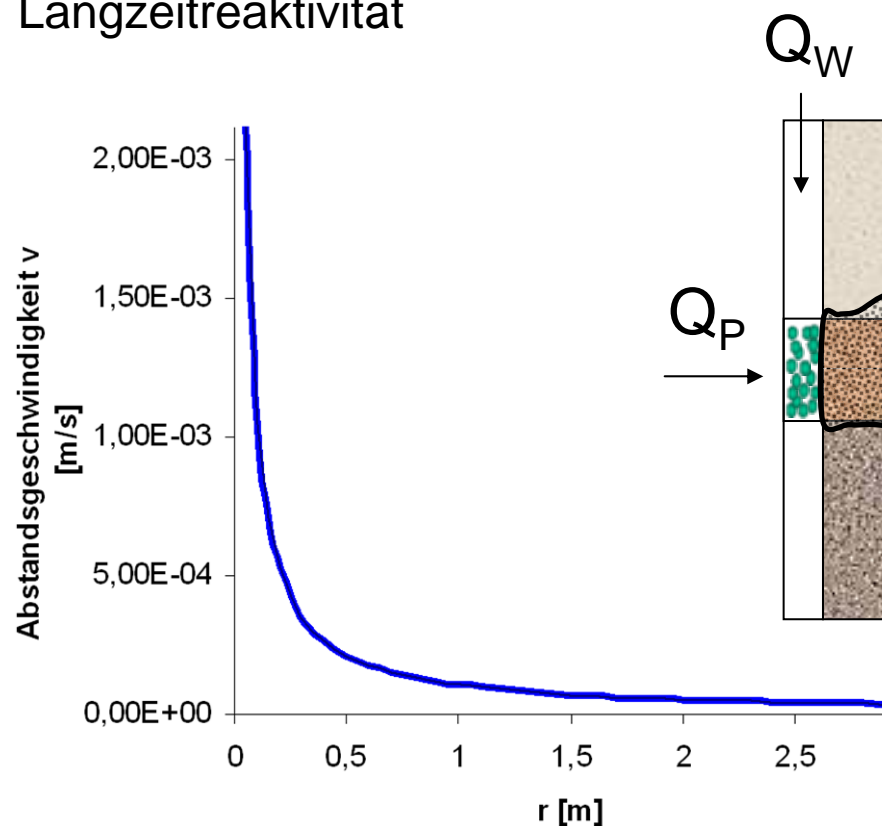 Langzeitreaktivität
Q_W
2,00E-03
1,50E-03
Q_P
1,00E-03
5,00E-04
0,00E+00
Abstandsgeschwindigkeit v
[m/s]
0 0,5 1 1,5 2 2,5
r [m]